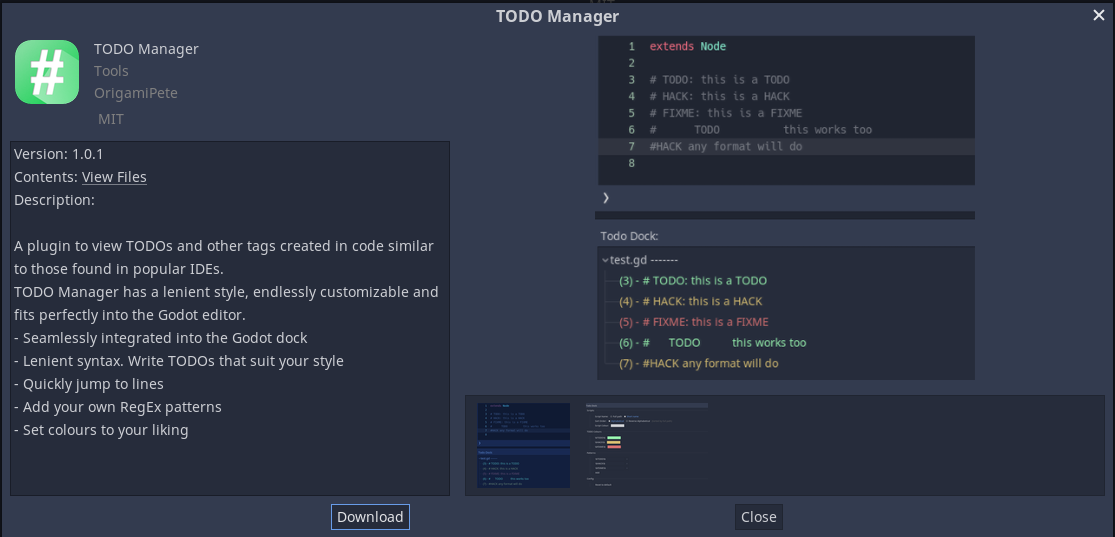 TODO Manager
#
TODO Manager
Tools
OrigamiPete
MIT
Version: 1.0.1
Contents: View Files
Description:
A plugin to view TODOs and other tags created in code similar
to those found in popular IDEs.
TODO Manager has a lenient style, endlessly customizable and
fits perfectly into the Godot editor.
- Seamlessly integrated into the Godot dock
- Lenient syntax. Write TODOs that suit your style
- Quickly jump to lines
- Add your own RegEx patterns
- Set colours to your liking
1 extends Node
2
3 # TODO: this is a TODO
4 # HACK: this is a HACK
5 # FIXME: this is a FIXME
6 #      TODO          this works too
7 #HACK any format will do
8
Todo Dock:
test.gd -------
(3) - # TODO: this is a TODO
(4) - # HACK: this is a HACK
(5) - # FIXME: this is a FIXME
(6) - #      TODO          this works too
(7) - #HACK any format will do
Download
Close